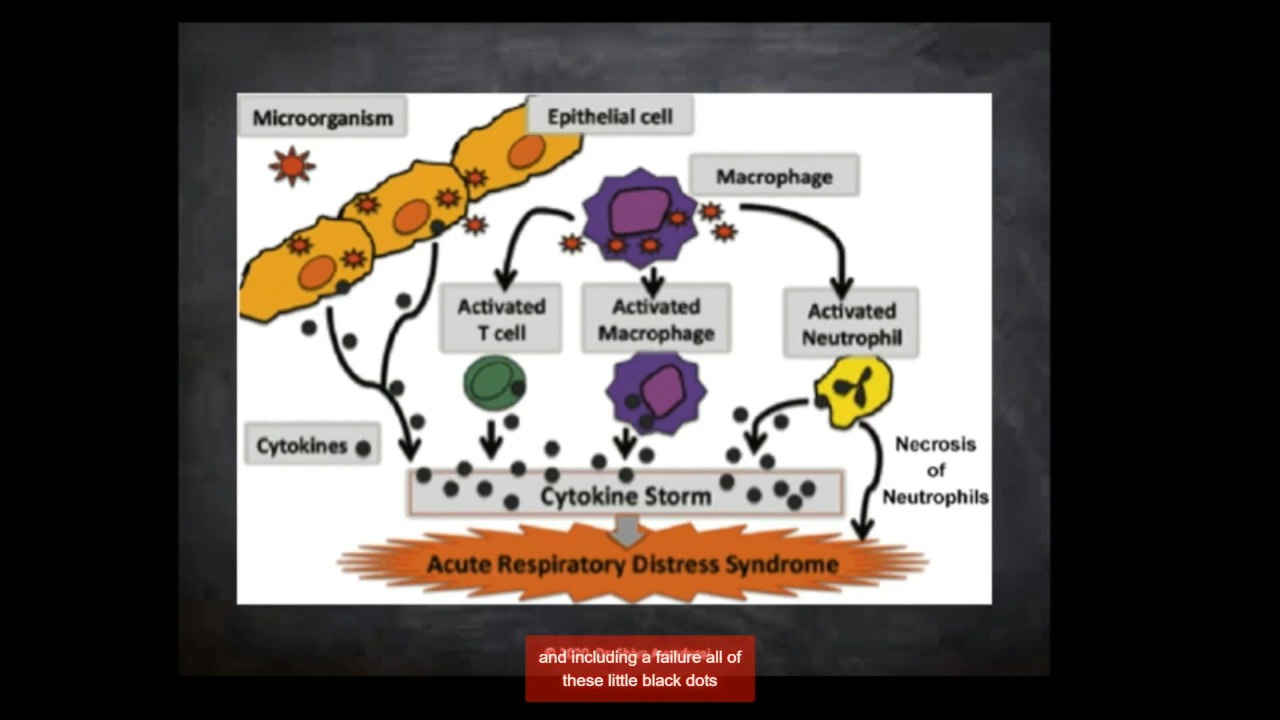 Microorganism
Epithelial cell
Macrophage
Activated
T cell
Activated
Macrophage
Activated
Neutrophil
Cytokines
Necrosis
of
Neutrophils
Cytokine Storm
Acute Respiratory Distress Syndrome
and including a failure all of
these little black dots